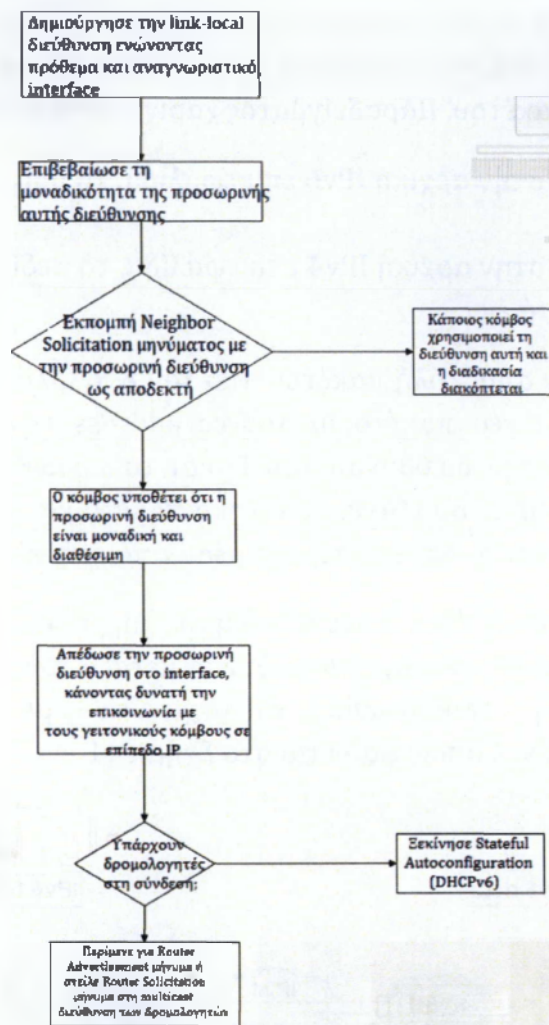 Δημιούργησε την link-local
διεύθυνση ενώνοντας
πρόθεμα και αναγνωριστικό
interface
Επιβεβαίωσε τη
μοναδικότητα της προσωρινής
αυτής διεύθυνσης
Εκπομπή Neighbor
Solicitation μηνύματος με
την προσωρινή διεύθυνση
ως αποδέκτη
Κάποιος κόμβος
χρησιμοποιεί τη
διεύθυνση αυτή και
η διαδικασία
διακόπτεται
Ο κόμβος υποθέτει ότι η
προσωρινή διεύθυνση
είναι μοναδική και
διαθέσιμη
Απέδωσε την προσωρινή
διεύθυνση στο interface,
κάνοντας δυνατή την
επικοινωνία με
τους γειτονικούς κόμβους σε
επίπεδο IP
Υπάρχουν
δρομολογητές
στη σύνδεση;
Ξεκίνησε Stateful
Autoconfiguration
(DHCPv6)
Περίμενε για Router
Advertisement μήνυμα ή
στείλε Router Solicitation
μήνυμα στη multicast
διεύθυνση των δρομολογητών